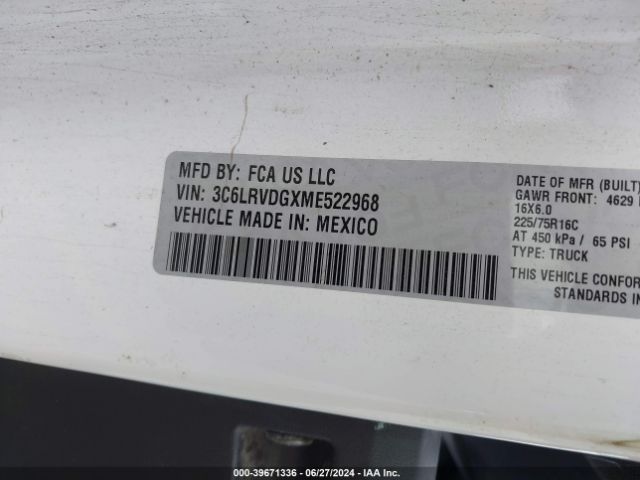 MFD BY: FCA US LLC
VIN: 3C6LRVDGXME522968
VEHICLE MADE IN: MEXICO
DATE OF MFR (BUILT)
GAWR FRONT: 4629
16X6.0
225/75R16C
AT 450 kPa / 65 PSI
TYPE: TRUCK
THIS VEHICLE
STANDARDS IN
000-39671336 / 06/27/2024 / IAA Inc.